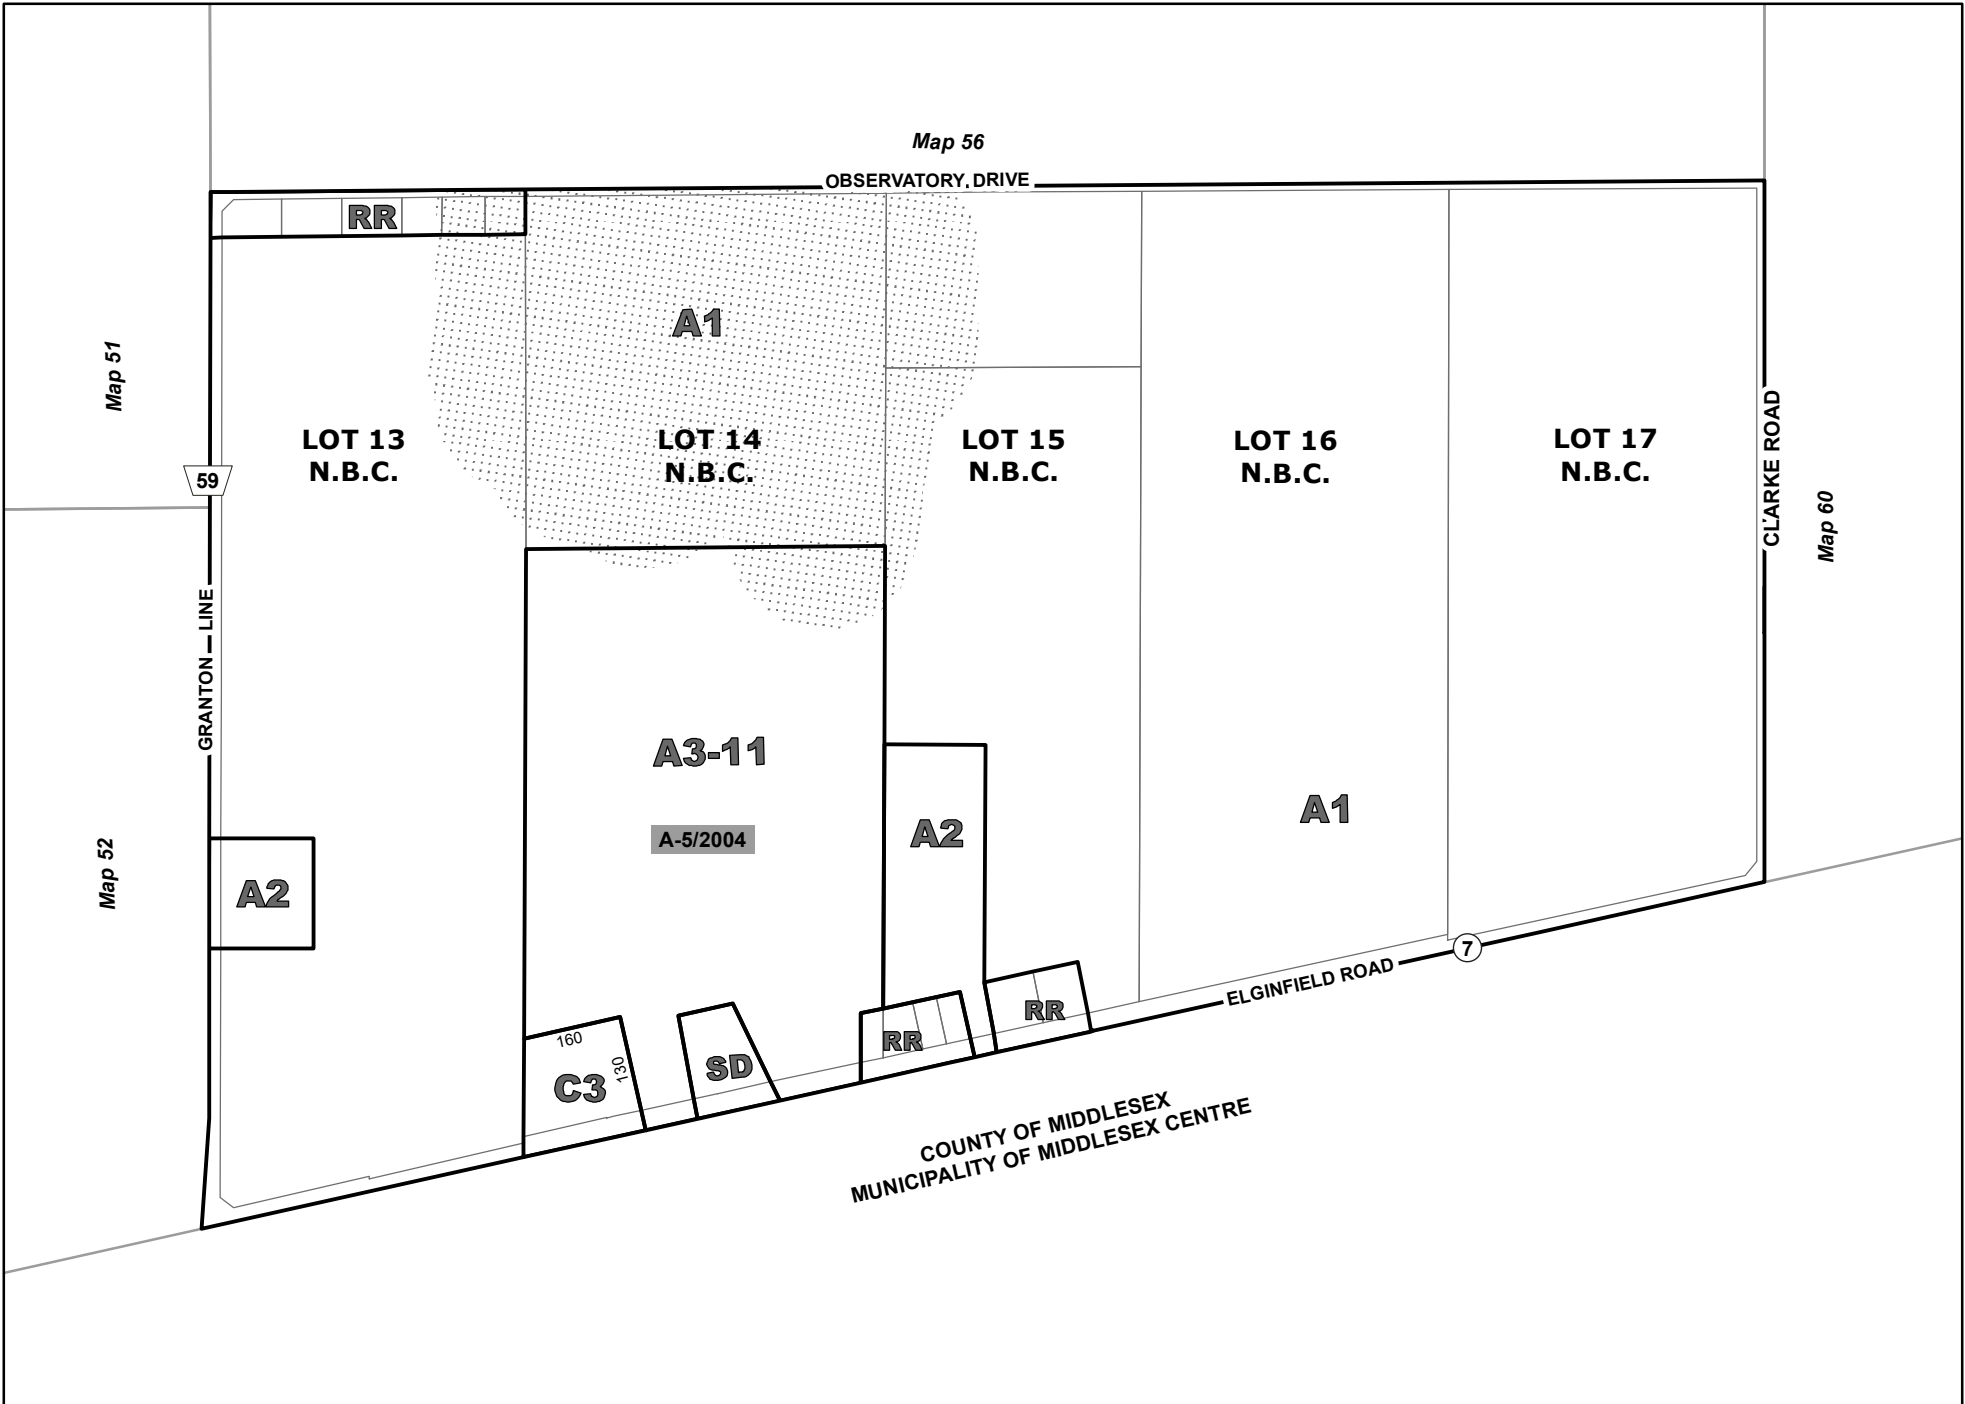 Map 56
OBSERVATORY DRIVE
RR
A1
Map 51
LOT 13
N.B.C.
LOT 14
N.B.C.
LOT 15
N.B.C.
LOT 16
N.B.C.
LOT 17
N.B.C.
CLARKE ROAD
Map 60
59
GRANTON LINE
A3-11
A-5/2004
A2
A1
Map 52
A2
7
ELGINFIELD ROAD
RR
RR
160
130
C3
SD
COUNTY OF MIDDLESEX
MUNICIPALITY OF MIDDLESEX CENTRE